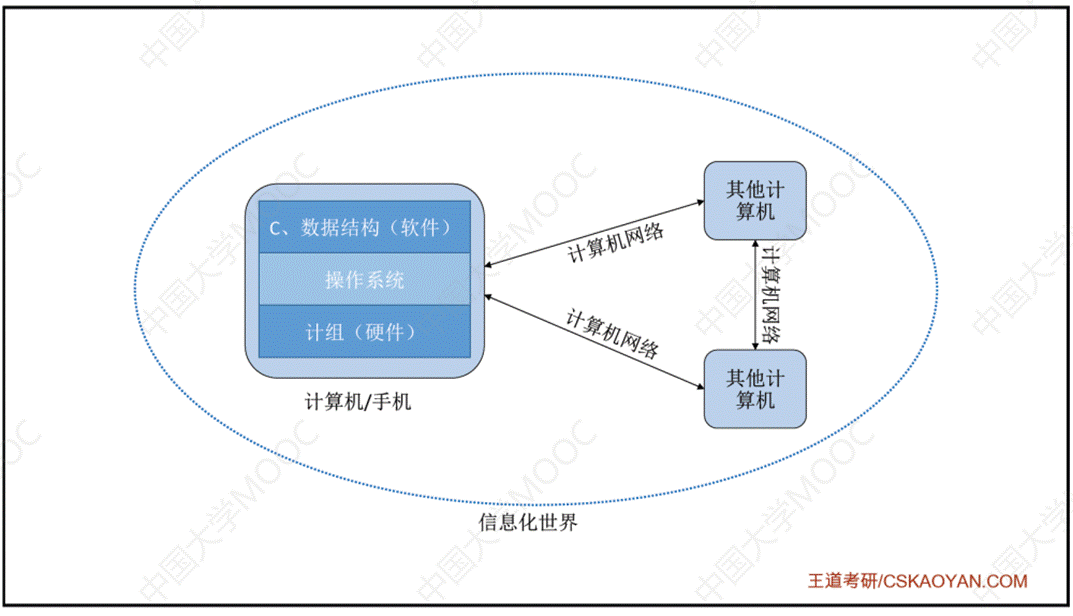 C、数据结构（软件）
操作系统
计组（硬件）
计算机/手机
计算机网络
计算机网络
其他计
算机
计算机网络
其他计
算机
信息化世界
王道考研/CSKAOYAN.COM
中国大学MOOC